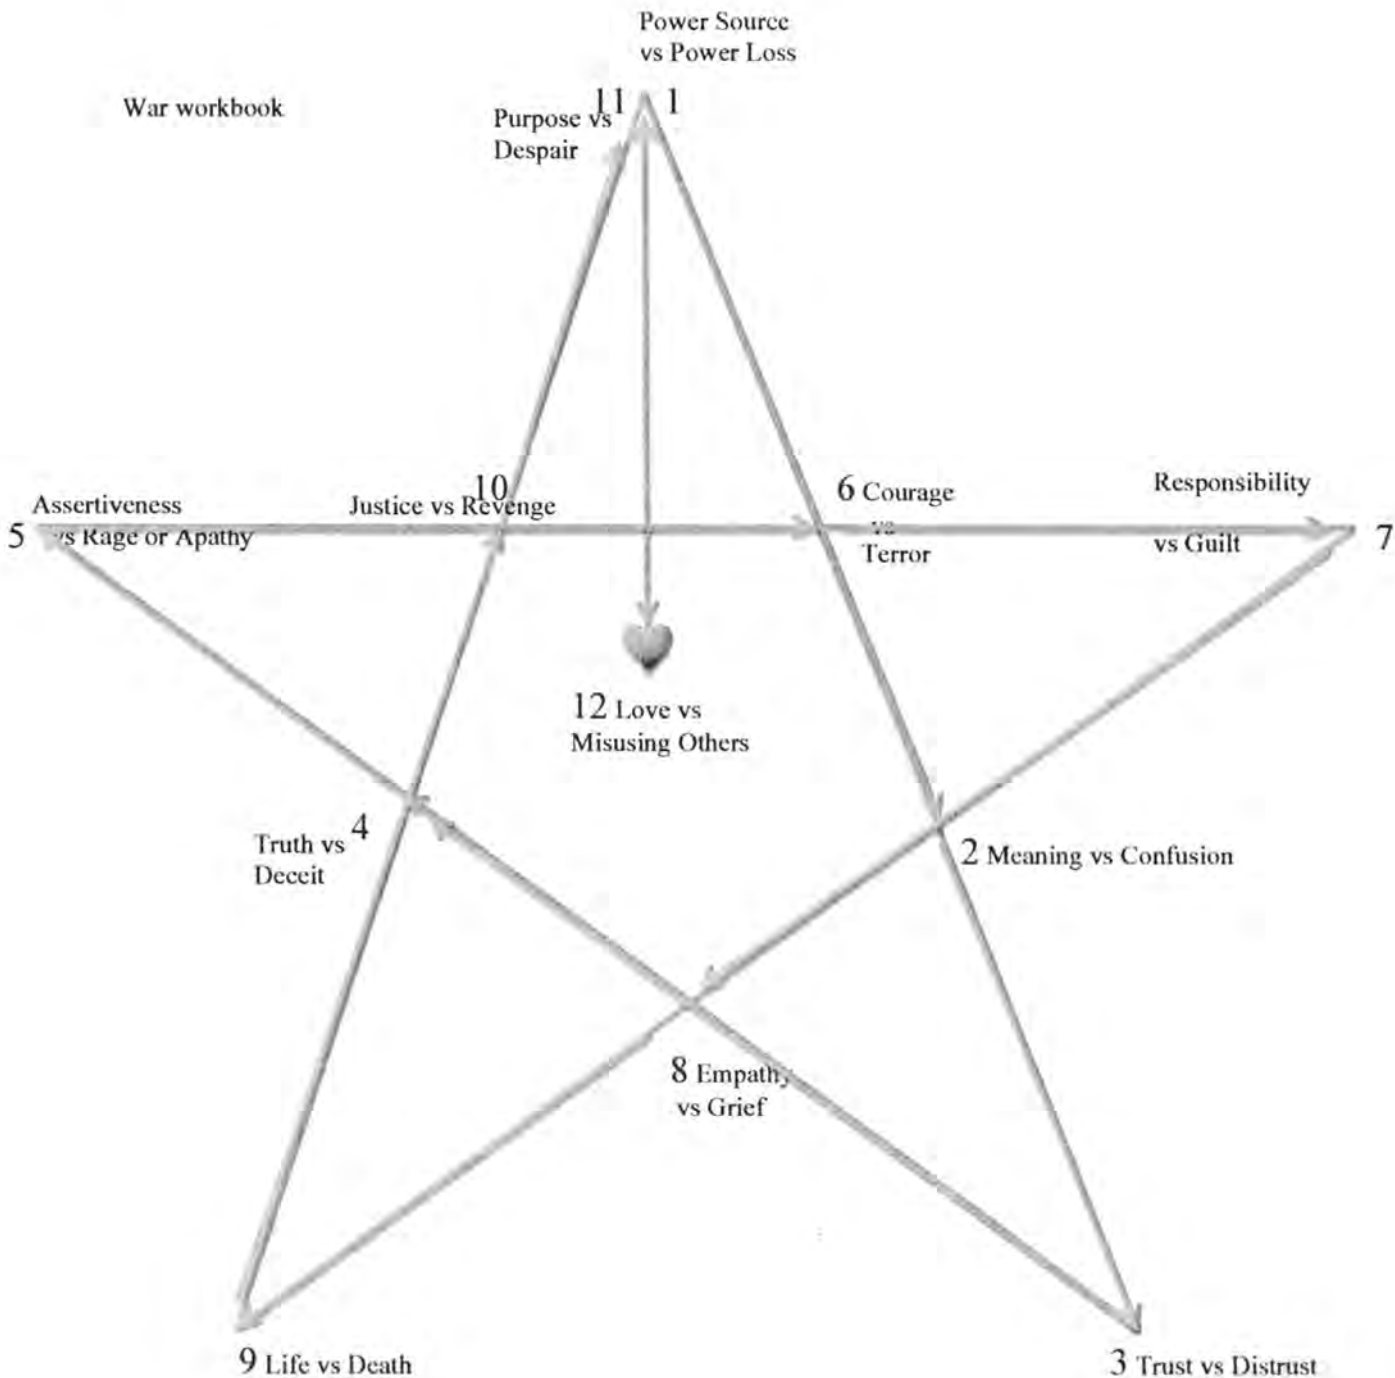 Power Source
vs Power Loss
War workbook
11 1
Purpose vs
Despair
10
6 Courage
vs
Terror
Responsibility
vs Guilt
7
Assertiveness
5 vs Rage or Apathy
Justice vs Revenge
12 Love vs
Misusing Others
4
Truth vs
Deceit
2 Meaning vs Confusion
8 Empathy
vs Grief
9 Life vs Death
3 Trust vs Distrust